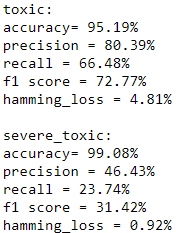 toxic:
accuracy= 95.19%
precision = 80.39%
recall = 66.48%
f1 score = 72.77%
hamming_loss = 4.81%

severe_toxic:
accuracy= 99.08%
precision = 46.43%
recall = 23.74%
f1 score = 31.42%
hamming_loss = 0.92%